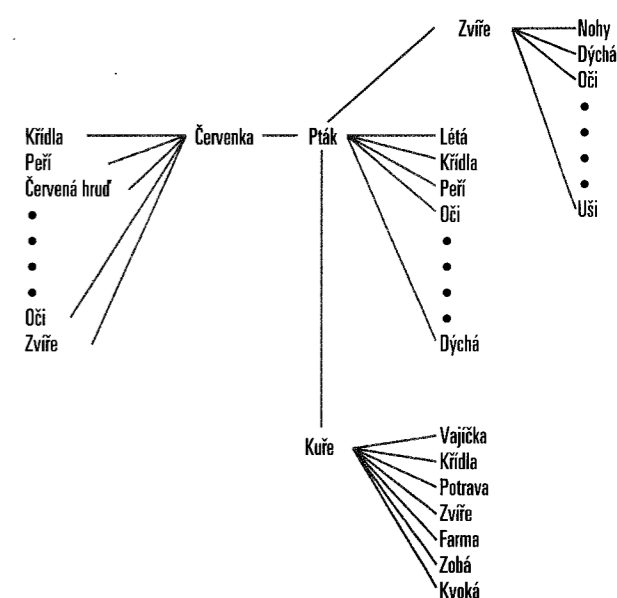 Zvíře
Nohy
Dýchá
Oči
Uši
Křídla
Peří
Červená hruď
Oči
Zvíře
Červenka
Pták
Létá
Křídla
Peří
Oči
Dýchá
Kuře
Vajíčka
Křídla
Potrava
Zvíře
Farma
Zobá
Kvoká